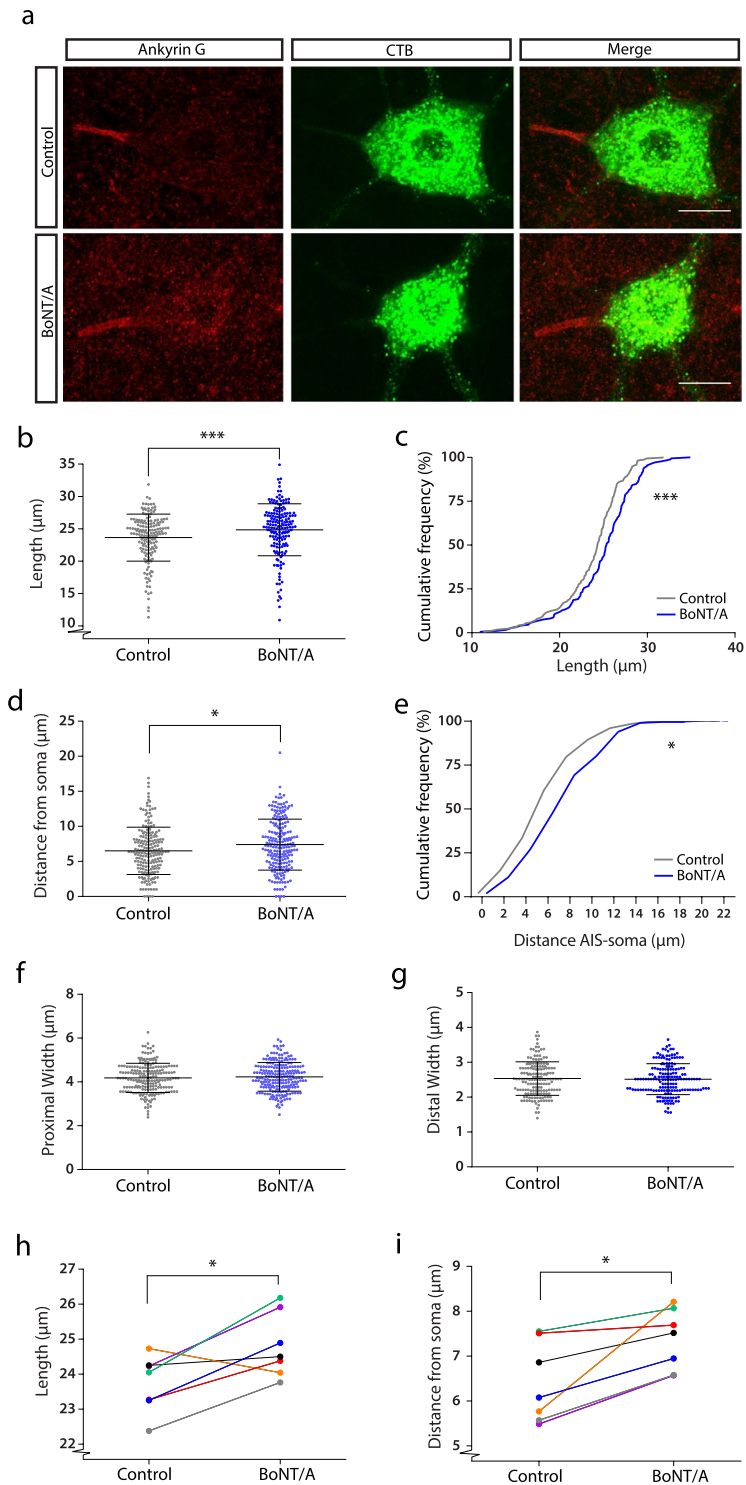 a
Ankyrin G CTB Merge
Control
BoNT/A
b
***
Length (µm)
35
30
25
20
15
10
Control BoNT/A
c
Cumulative frequency (%)
100
75
50
25
0
***
Control
BoNT/A
10 20 30 40
Length (µm)
d
*
Distance from soma (µm)
25
20
15
10
5
0
Control BoNT/A
e
Cumulative frequency (%)
100
75
50
25
0
*
Control
BoNT/A
0 2 4 6 8 10 12 14 16 18 20 22
Distance AIS-soma (µm)
f
Proximal Width (µm)
8
6
4
2
0
Control BoNT/A
g
Distal Width (µm)
5
4
3
2
1
0
Control BoNT/A
h
*
Length (µm)
27
26
25
24
23
22
Control BoNT/A
i
*
Distance from soma (µm)
9
8
7
6
5
Control BoNT/A